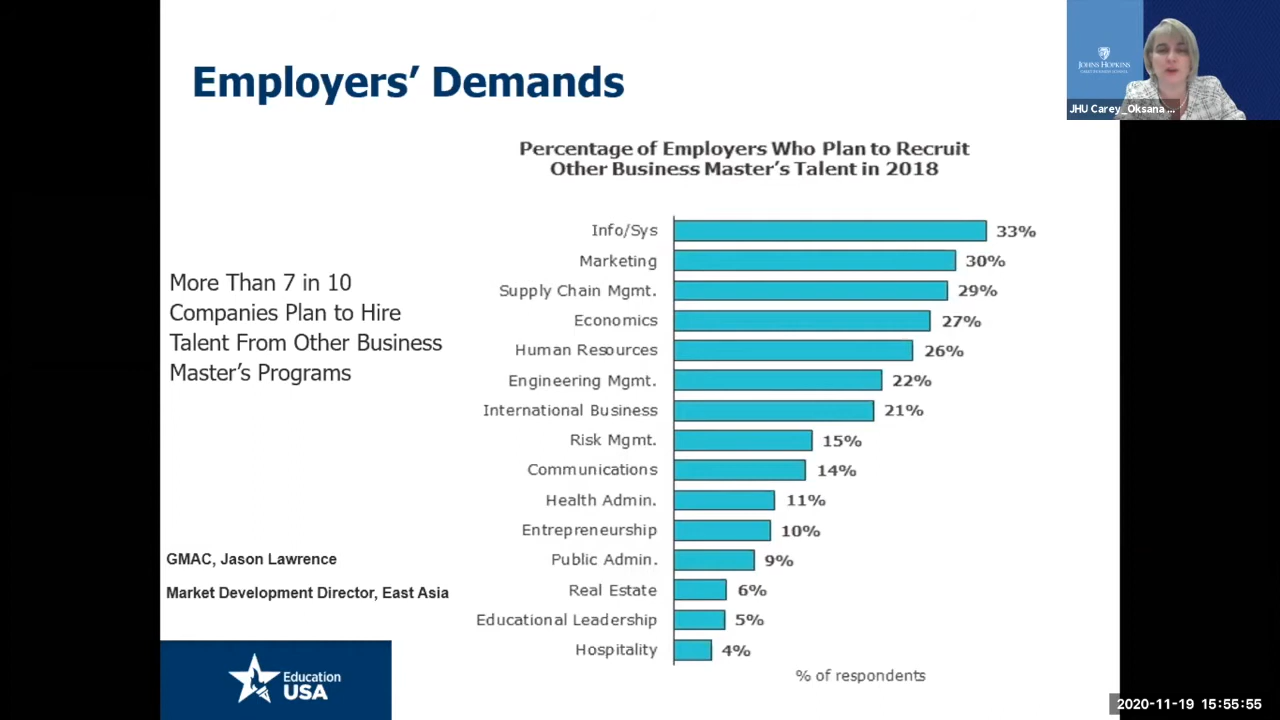 Employers' Demands
JOHNS HOPKINS
JHU Carey_Oksana ...
Percentage of Employers Who Plan to Recruit
Other Business Master's Talent in 2018
More Than 7 in 10
Companies Plan to Hire
Talent From Other Business
Master's Programs
Info/Sys 33%
Marketing 30%
Supply Chain Mgmt. 29%
Economics 27%
Human Resources 26%
Engineering Mgmt. 22%
International Business 21%
Risk Mgmt. 15%
Communications 14%
Health Admin. 11%
Entrepreneurship 10%
Public Admin. 9%
Real Estate 6%
Educational Leadership 5%
Hospitality 4%
% of respondents
GMAC, Jason Lawrence
Market Development Director, East Asia
Education
USA
2020-11-19 15:55:55